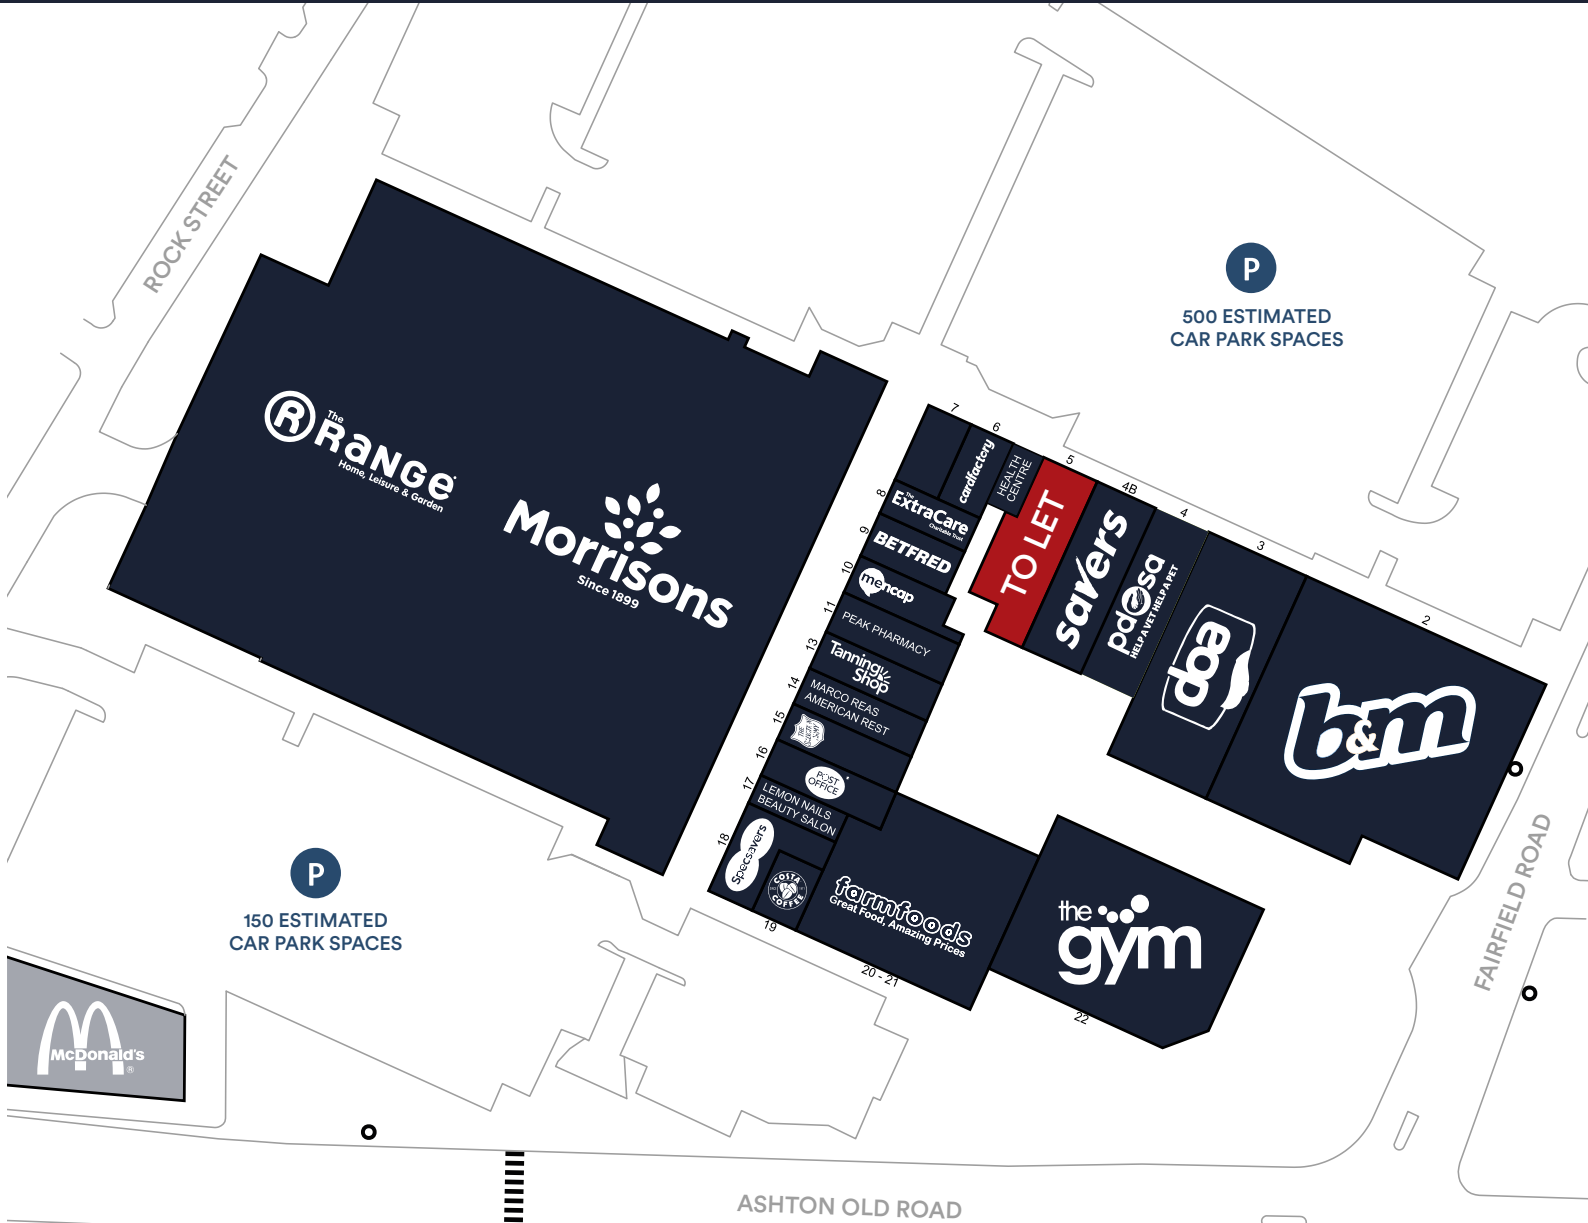 ROCK STREET
P
500 ESTIMATED
CAR PARK SPACES
R
The
RANGE
Home, Leisure & Garden
Morrisons
Since 1899
7
6
cardfactory
HEALTH
CENTRE
5
TO LET
4B
savers
4
pdsa
HELP A VET HELP A PET
3
2
b&m
8
The
ExtraCare
Charitable Trust
9
BETFRED
10
mencap
11
PEAK PHARMACY
13
Tanning
Shop
14
MARCO REAS
AMERICAN REST
15
16
POST
OFFICE
17
LEMON NAILS
BEAUTY SALON
18
Specsavers
COSTA
COFFEE
19
farmfoods
Great Food, Amazing Prices
20 - 21
the
gym
22
P
150 ESTIMATED
CAR PARK SPACES
McDonald's
®
FAIRFIELD ROAD
ASHTON OLD ROAD